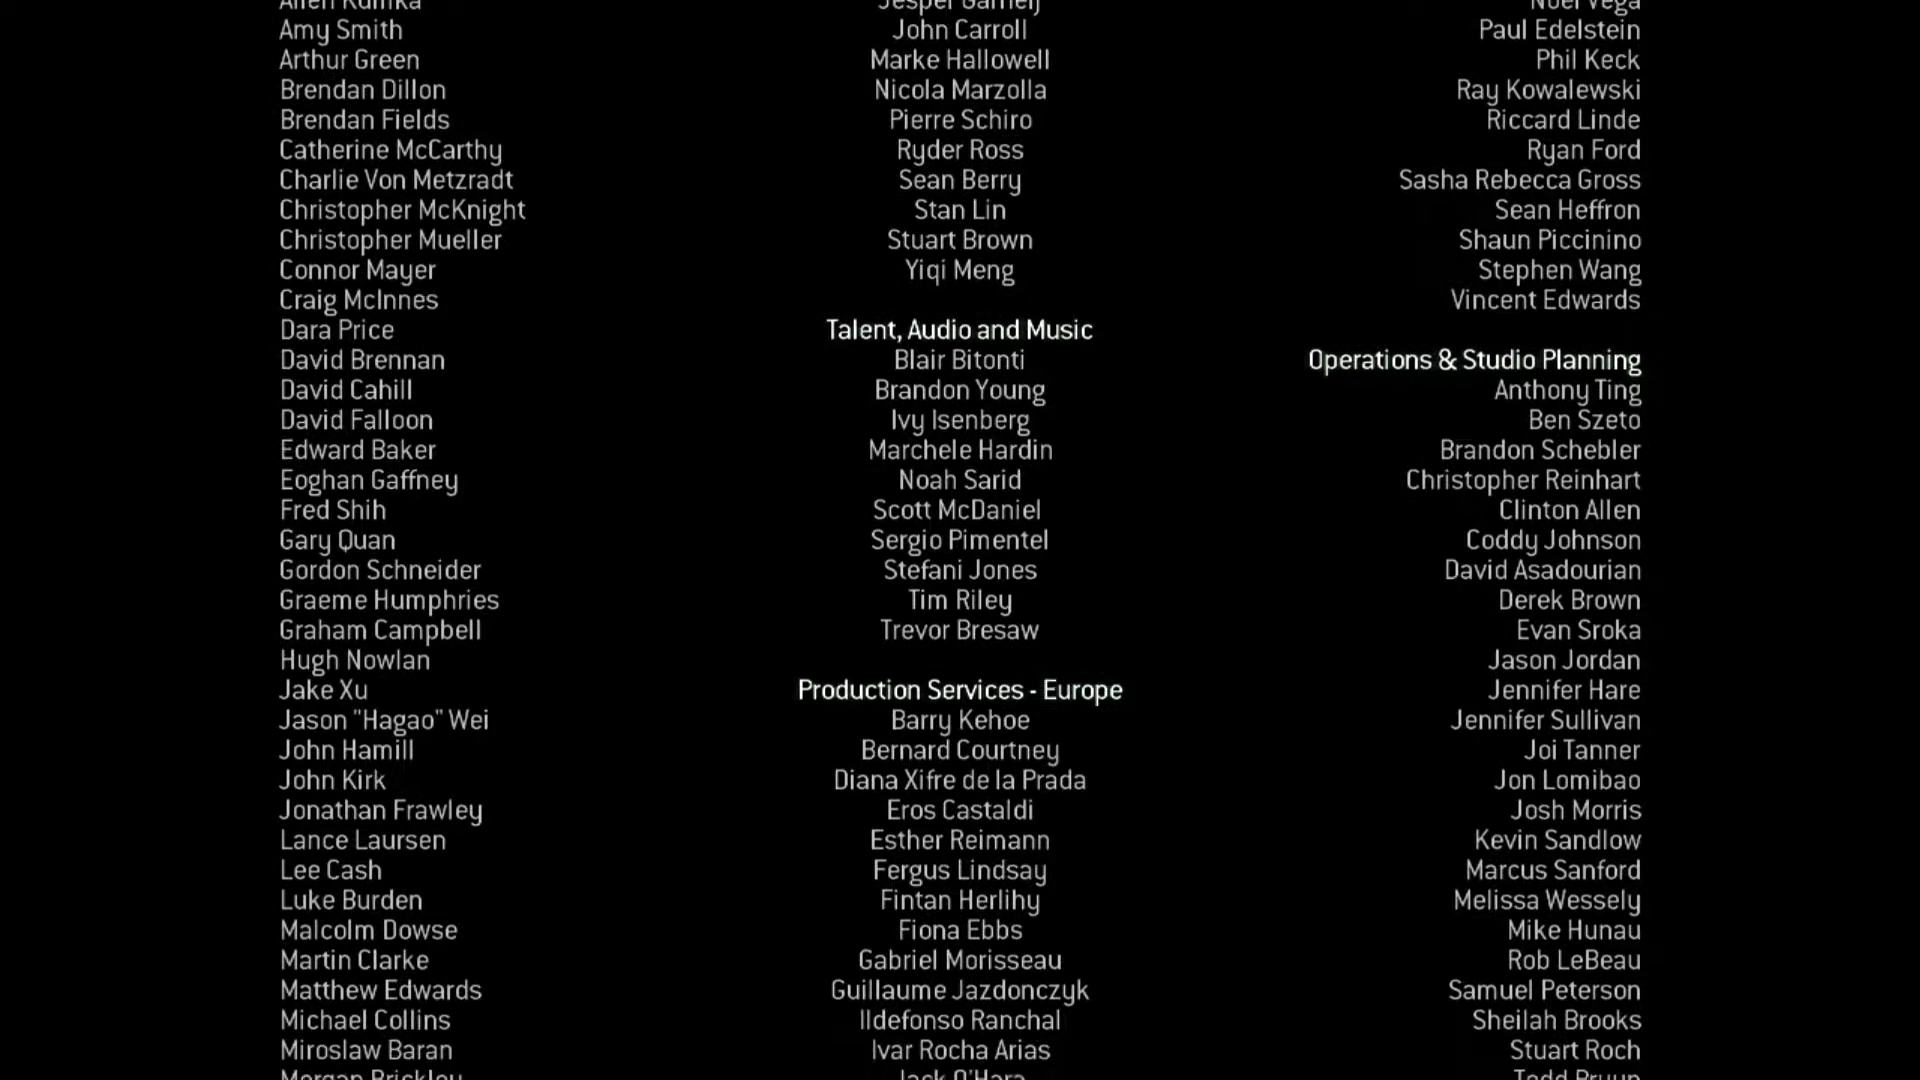 Amy Smith
Arthur Green
Brendan Dillon
Brendan Fields
Catherine McCarthy
Charlie Von Metzradt
Christopher McKnight
Christopher Mueller
Connor Mayer
Craig McInnes
Dara Price
David Brennan
David Cahill
David Falloon
Edward Baker
Eoghan Gaffney
Fred Shih
Gary Quan
Gordon Schneider
Graeme Humphries
Graham Campbell
Hugh Nowlan
Jake Xu
Jason "Hagao" Wei
John Hamill
John Kirk
Jonathan Frawley
Lance Laursen
Lee Cash
Luke Burden
Malcolm Dowse
Martin Clarke
Matthew Edwards
Michael Collins
Miroslaw Baran
John Carroll
Marke Hallowell
Nicola Marzolla
Pierre Schiro
Ryder Ross
Sean Berry
Stan Lin
Stuart Brown
Yiqi Meng
Talent, Audio and Music
Blair Bitonti
Brandon Young
Ivy Isenberg
Marchele Hardin
Noah Sarid
Scott McDaniel
Sergio Pimentel
Stefani Jones
Tim Riley
Trevor Bresaw
Production Services - Europe
Barry Kehoe
Bernard Courtney
Diana Xifre de la Prada
Eros Castaldi
Esther Reimann
Fergus Lindsay
Fintan Herlihy
Fiona Ebbs
Gabriel Morisseau
Guillaume Jazdonczyk
Ildefonso Ranchal
Ivar Rocha Arias
Jack O'Hara
Noel Vega
Paul Edelstein
Phil Keck
Ray Kowalewski
Riccard Linde
Ryan Ford
Sasha Rebecca Gross
Sean Heffron
Shaun Piccinino
Stephen Wang
Vincent Edwards
Operations & Studio Planning
Anthony Ting
Ben Szeto
Brandon Schebler
Christopher Reinhart
Clinton Allen
Coddy Johnson
David Asadourian
Derek Brown
Evan Sroka
Jason Jordan
Jennifer Hare
Jennifer Sullivan
Joi Tanner
Jon Lomibao
Josh Morris
Kevin Sandlow
Marcus Sanford
Melissa Wessely
Mike Hunau
Rob LeBeau
Samuel Peterson
Sheilah Brooks
Stuart Roch